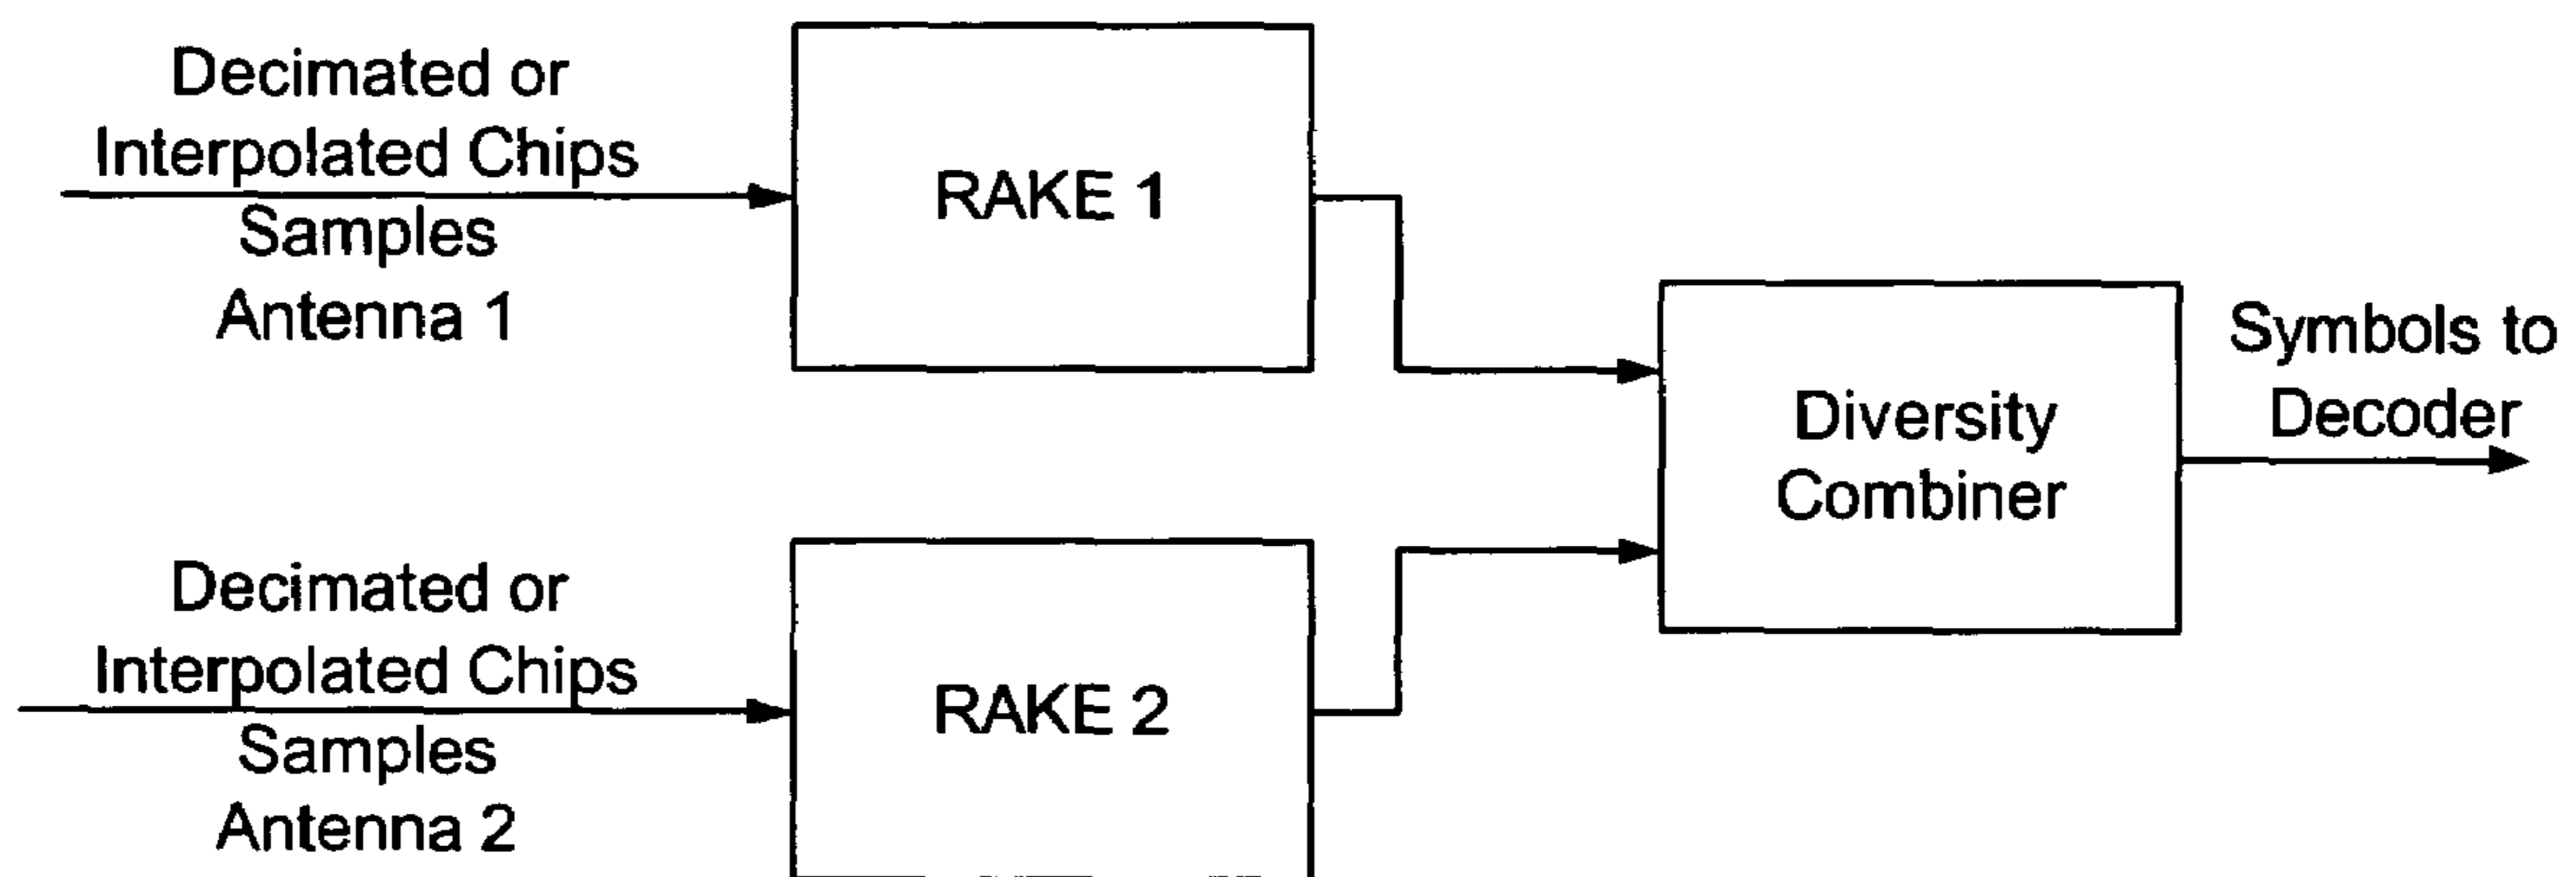 Decimated or
Interpolated Chips
Samples
Antenna 1
RAKE 1
Diversity
Combiner
Symbols to
Decoder
Decimated or
Interpolated Chips
Samples
Antenna 2
RAKE 2